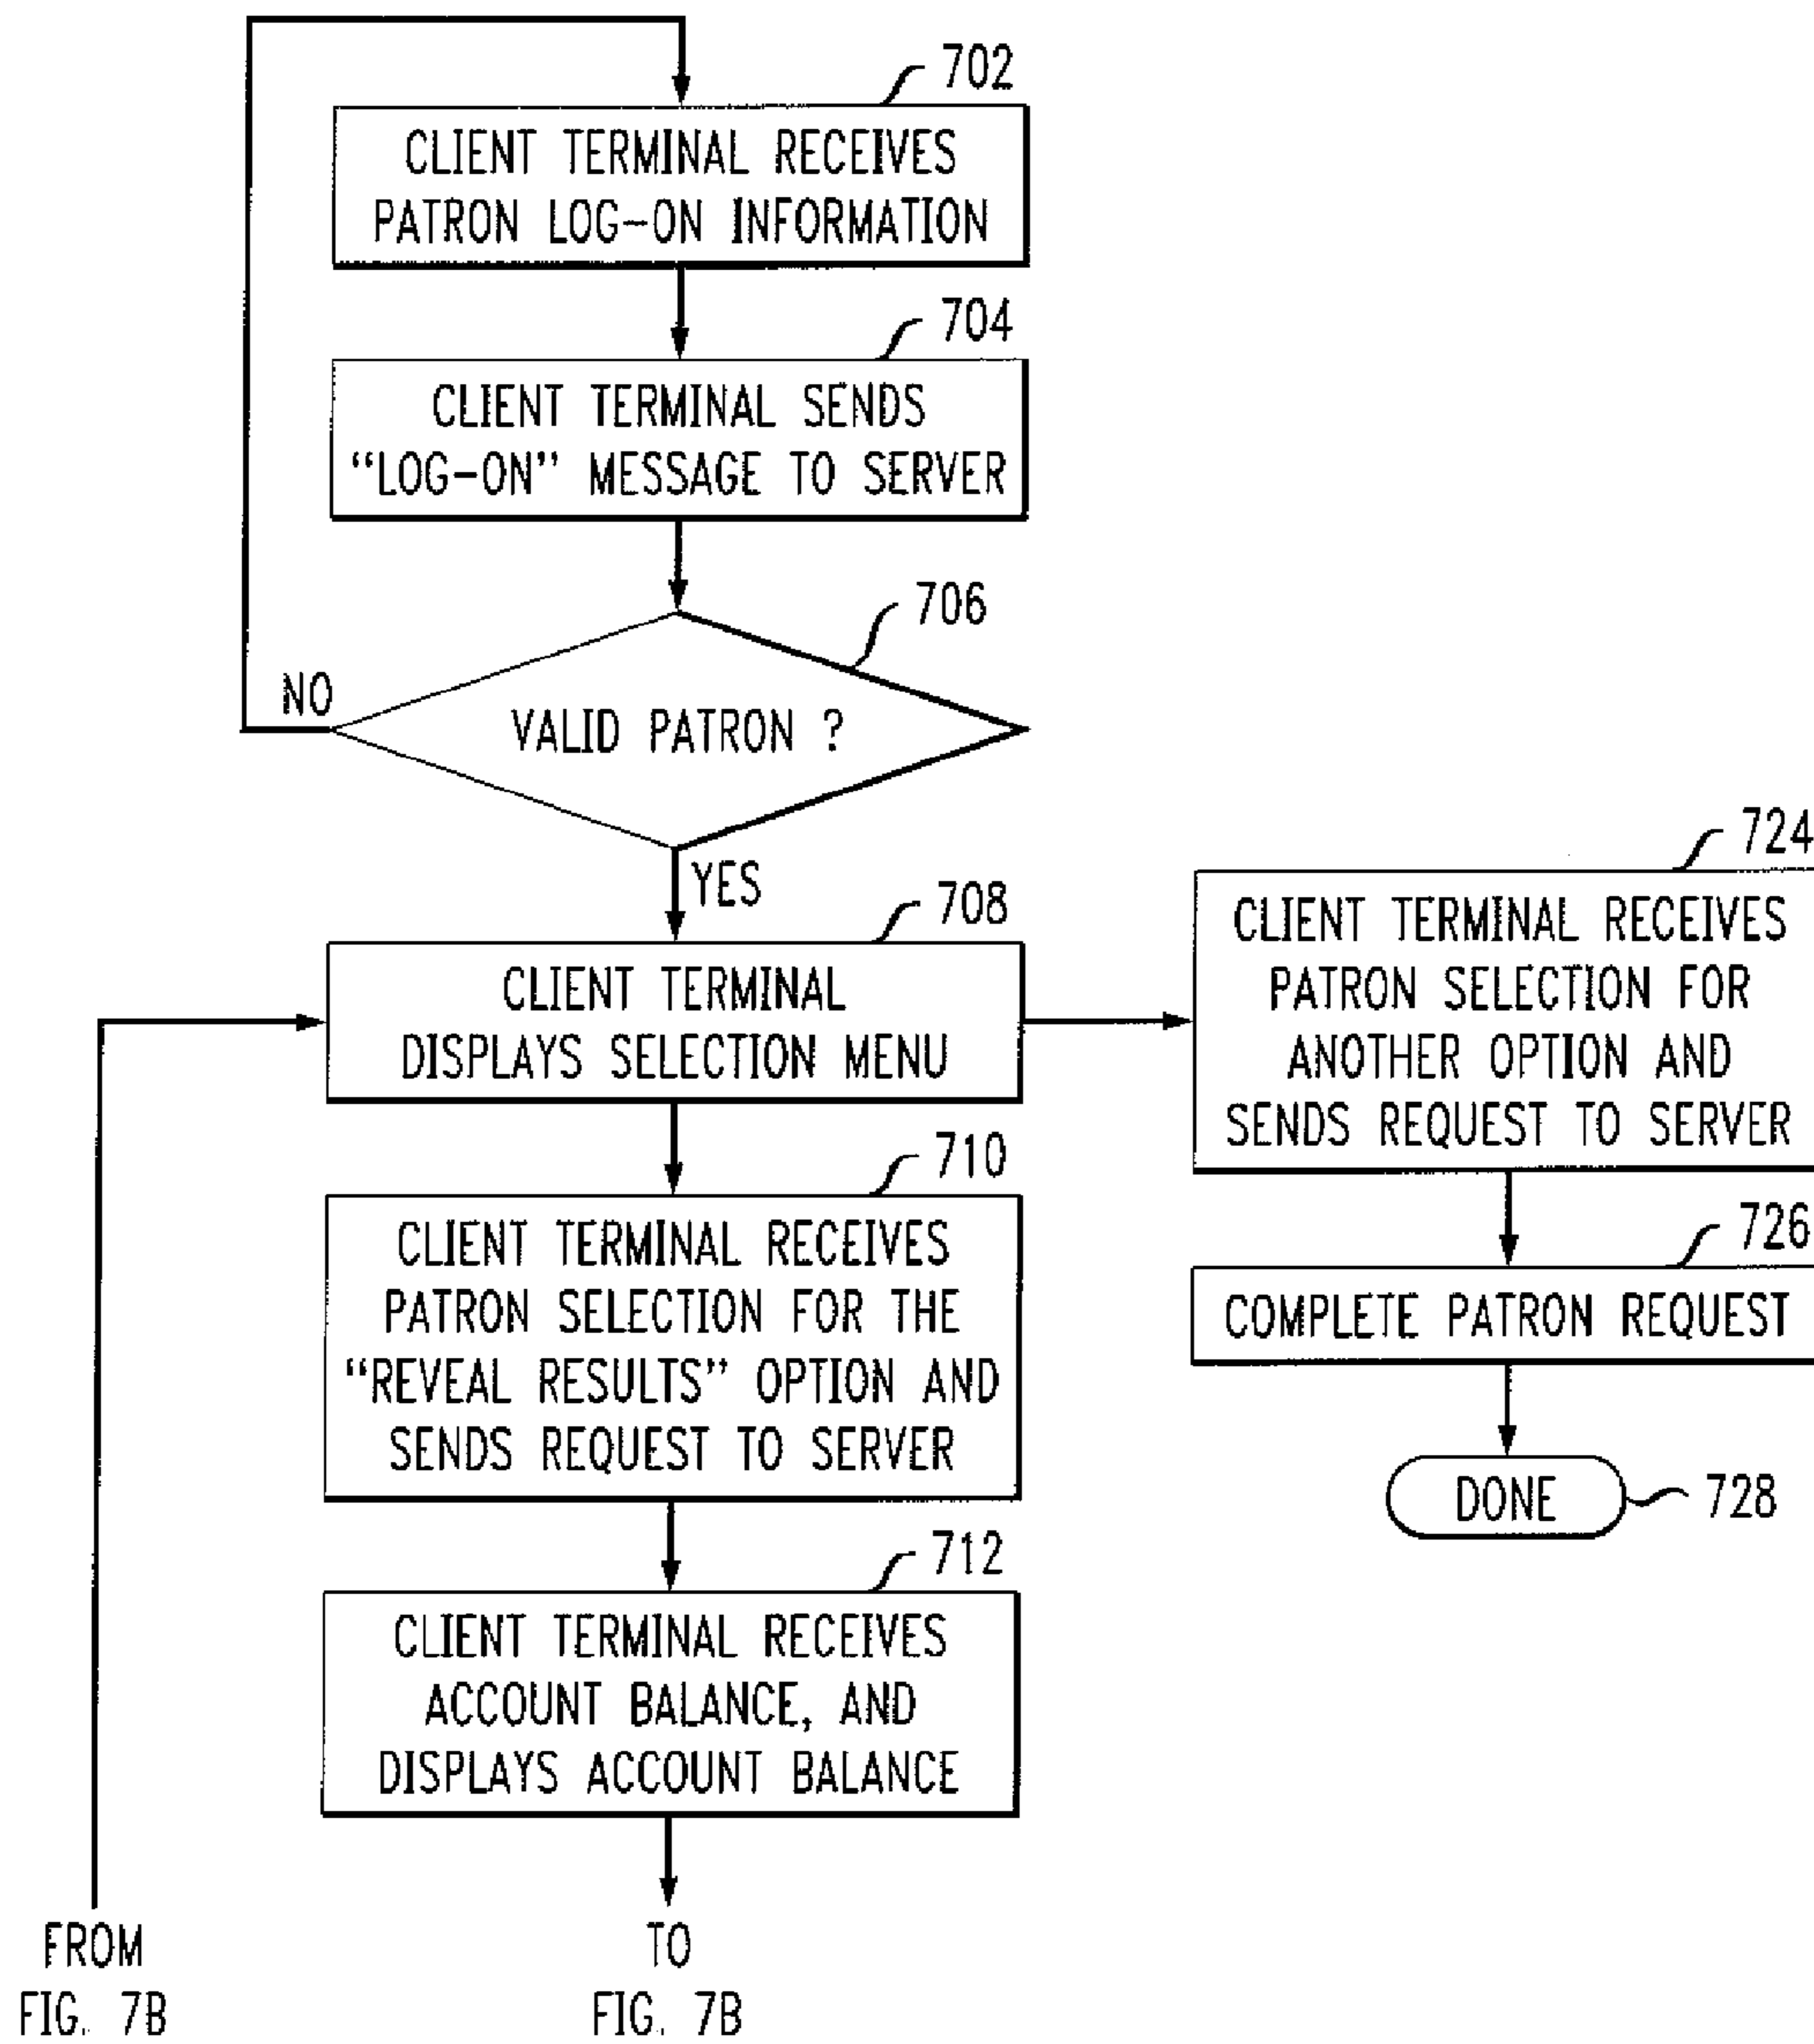 702
CLIENT TERMINAL RECEIVES
PATRON LOG-ON INFORMATION
704
CLIENT TERMINAL SENDS
“LOG-ON” MESSAGE TO SERVER
706
NO
VALID PATRON ?
YES
708
CLIENT TERMINAL
DISPLAYS SELECTION MENU
724
CLIENT TERMINAL RECEIVES
PATRON SELECTION FOR
ANOTHER OPTION AND
SENDS REQUEST TO SERVER
710
CLIENT TERMINAL RECEIVES
PATRON SELECTION FOR THE
“REVEAL RESULTS” OPTION AND
SENDS REQUEST TO SERVER
726
COMPLETE PATRON REQUEST
DONE
728
712
CLIENT TERMINAL RECEIVES
ACCOUNT BALANCE, AND
DISPLAYS ACCOUNT BALANCE
FROM
FIG. 7B
TO
FIG. 7B